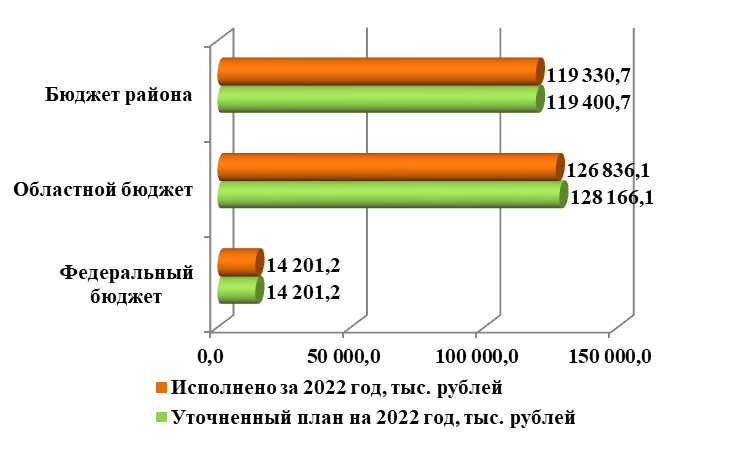 Бюджет района
119 330,7
119 400,7
Областной бюджет
126 836,1
128 166,1
Федеральный
бюджет
14 201,2
14 201,2
0,0 50 000,0 100 000,0 150 000,0
Исполнено за 2022 год, тыс. рублей
Уточненный план на 2022 год, тыс. рублей